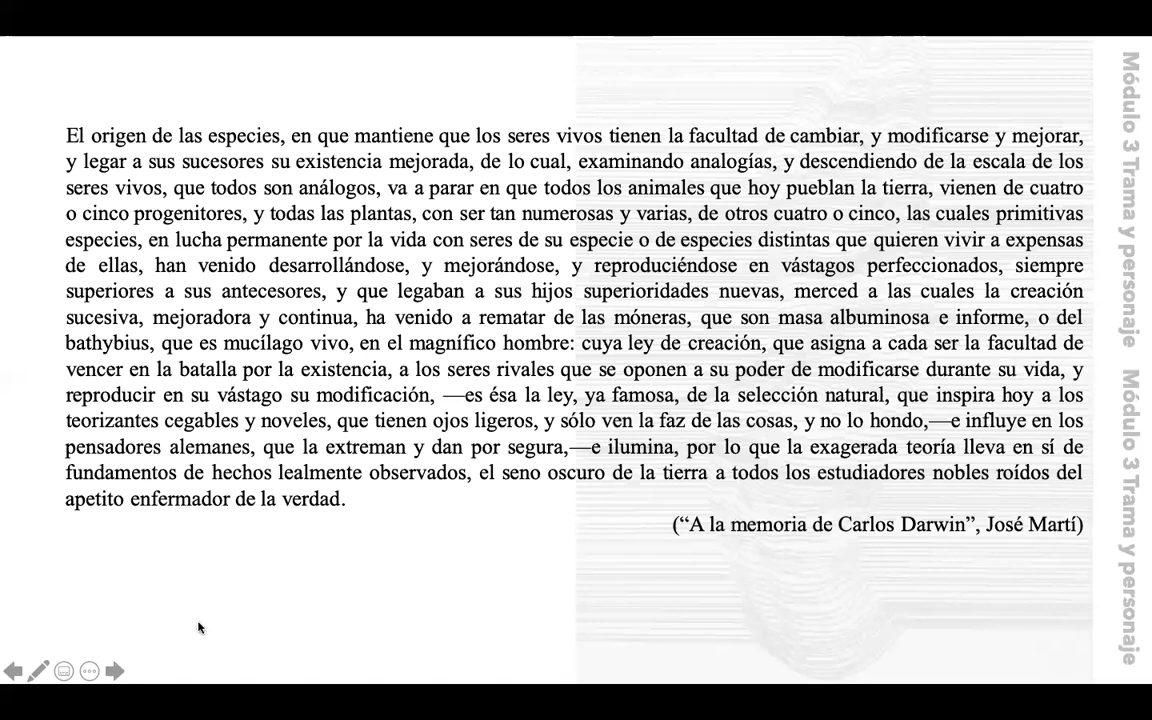 El origen de las especies, en que mantiene que los seres vivos tienen la facultad de cambiar, y modificarse y mejorar,
y legar a sus sucesores su existencia mejorada, de lo cual, examinando analogías, y descendiendo de la escala de los
seres vivos, que todos son análogos, va a parar en que todos los animales que hoy pueblan la tierra, vienen de cuatro
o cinco progenitores, y todas las plantas, con ser tan numerosas y varias, de otros cuatro o cinco, las cuales primitivas
especies, en lucha permanente por la vida con seres de su especie o de especies distintas que quieren vivir a expensas
de ellas, han venido desarrollándose, y mejorándose, y reproduciéndose en vástagos perfeccionados, siempre
superiores a sus antecesores, y que legaban a sus hijos superioridades nuevas, merced a las cuales la creación
sucesiva, mejoradora y continua, ha venido a rematar de las móneras, que son masa albuminosa e informe, o del
bathybius, que es mucílago vivo, en el magnífico hombre: cuya ley de creación, que asigna a cada ser la facultad de
vencer en la batalla por la existencia, a los seres rivales que se oponen a su poder de modificarse durante su vida, y
reproducir en su vástago su modificación, —es ésa la ley, ya famosa, de la selección natural, que inspira hoy a los
teorizantes cegables y noveles, que tienen ojos ligeros, y sólo ven la faz de las cosas, y no lo hondo,—e influye en los
pensadores alemanes, que la extreman y dan por segura,—e ilumina, por lo que la exagerada teoría lleva en sí de
fundamentos de hechos lealmente observados, el seno oscuro de la tierra a todos los estudiadores nobles roídos del
apetito enfermador de la verdad.
(“A la memoria de Carlos Darwin”, José Martí)
Módulo 3 Trama y personaje
Módulo 3 Trama y personaje